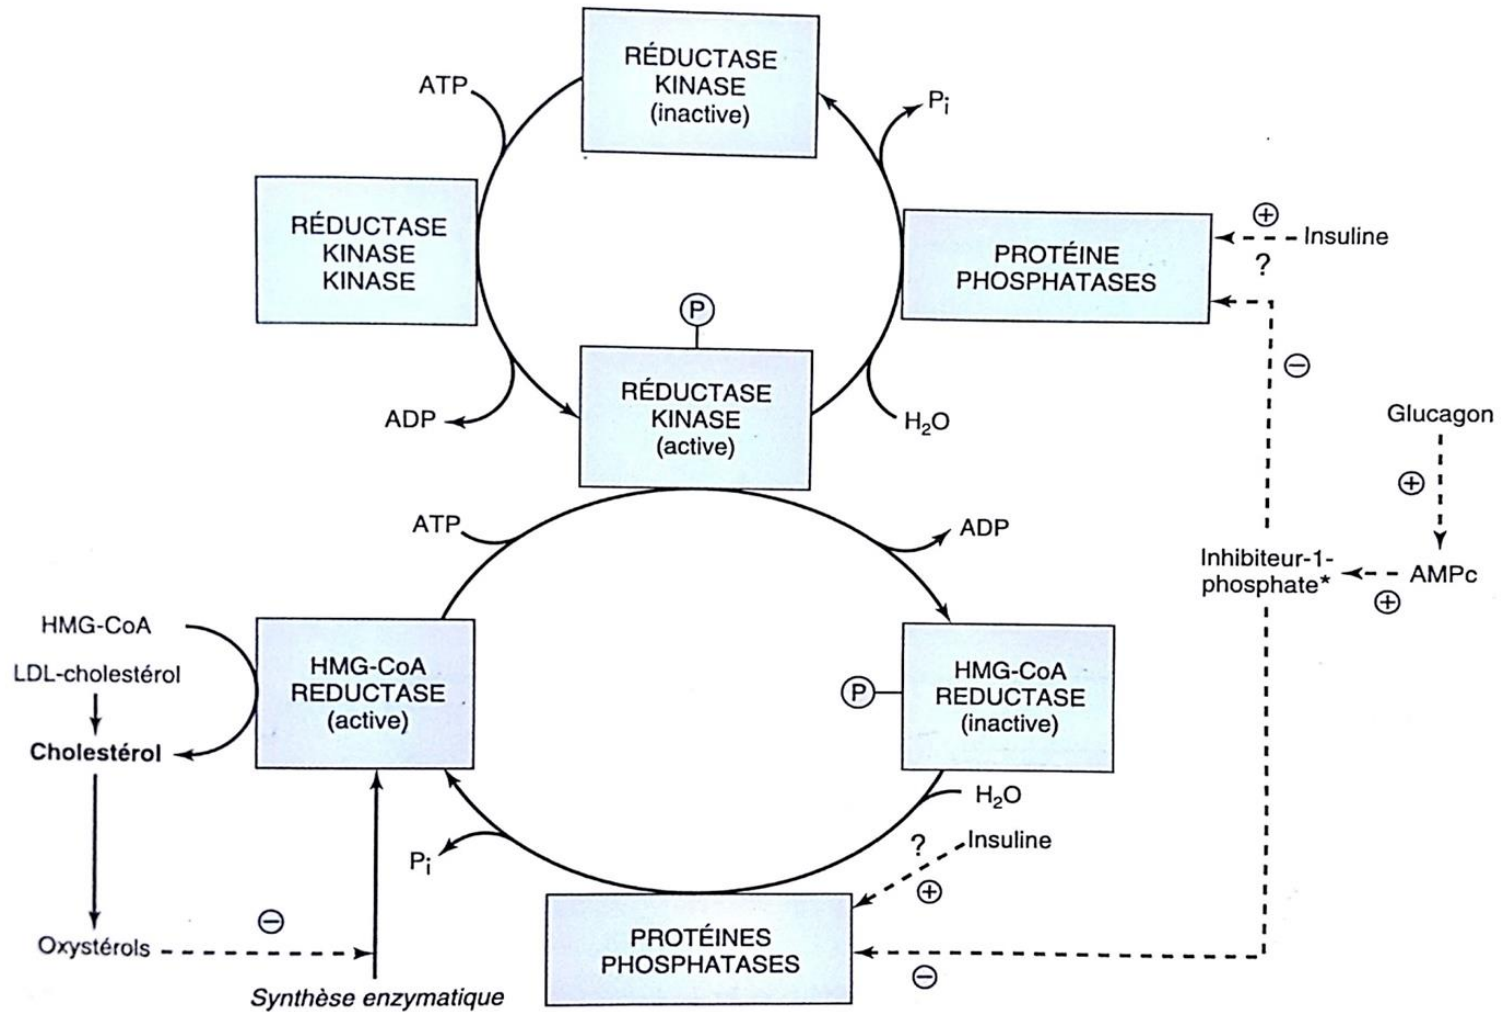 RÉDUCTASE
KINASE
(inactive)
ATP
Pi
RÉDUCTASE
KINASE
KINASE
PROTÉINE
PHOSPHATASES
+
Insuline
?
P
−
RÉDUCTASE
KINASE
(active)
ADP
H₂O
Glucagon
+
ATP
ADP
Inhibiteur-1-
phosphate*
AMPc
+
HMG-CoA
LDL-cholestérol
Cholestérol
HMG-CoA
REDUCTASE
(active)
P
HMG-CoA
REDUCTASE
(inactive)
H₂O
Pi
?
Insuline
+
−
Oxystérols
Synthèse enzymatique
PROTÉINES
PHOSPHATASES
−